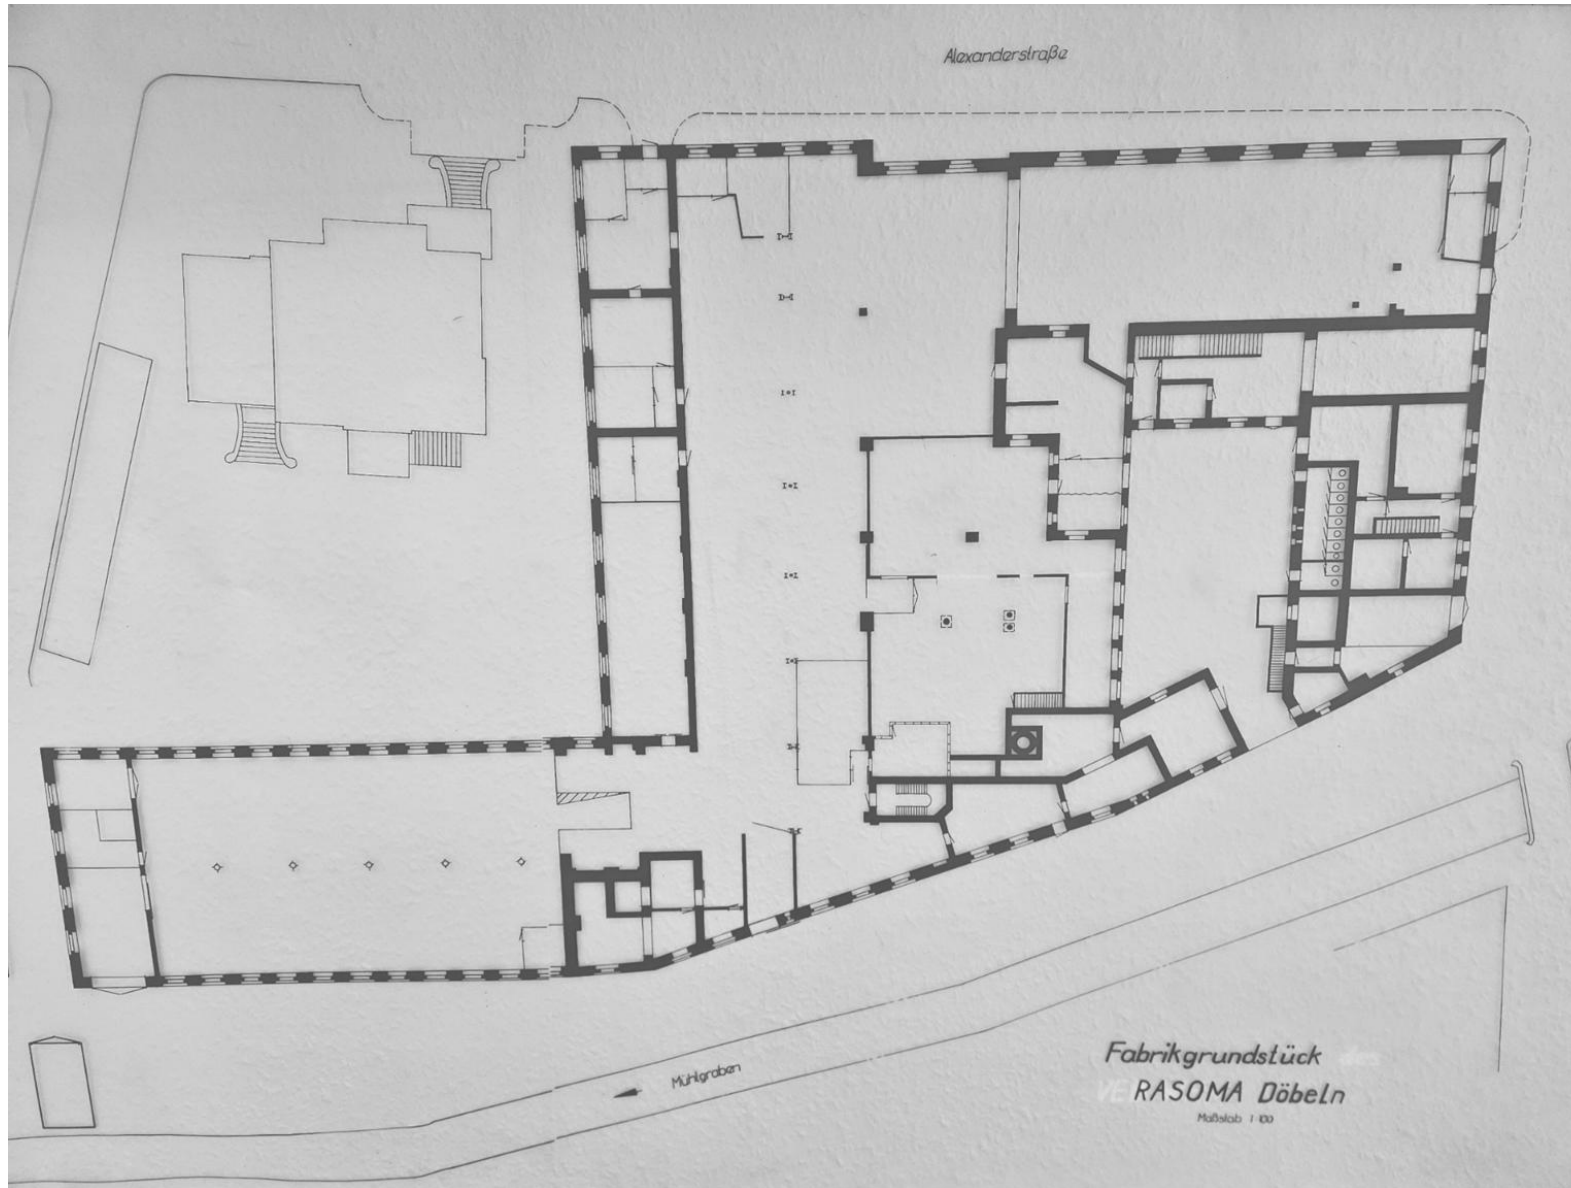 Alexanderstraße
Mühlgraben
Fabrikgrundstück
RASOMA Döbeln
Maßstab 1:100